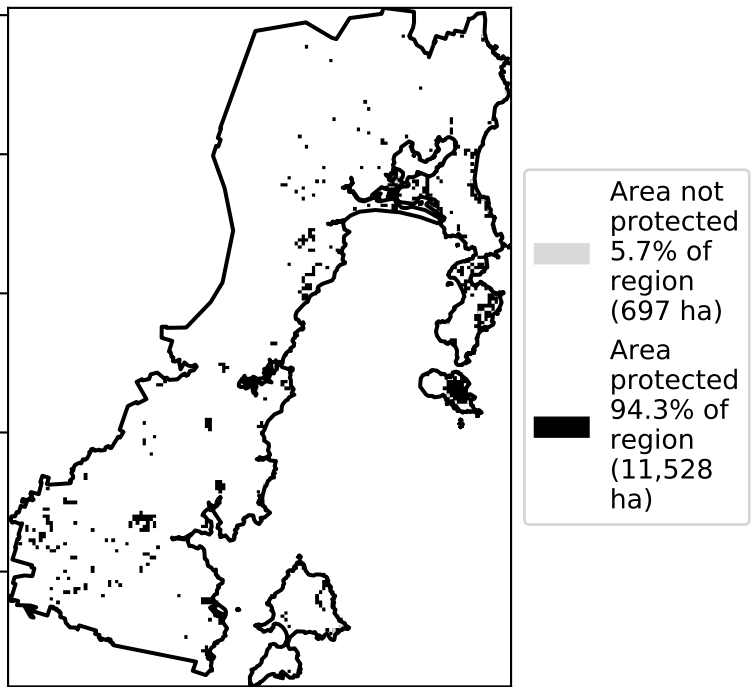 Area not
protected
5.7% of
region
(697 ha)
Area
protected
94.3% of
region
(11,528
ha)